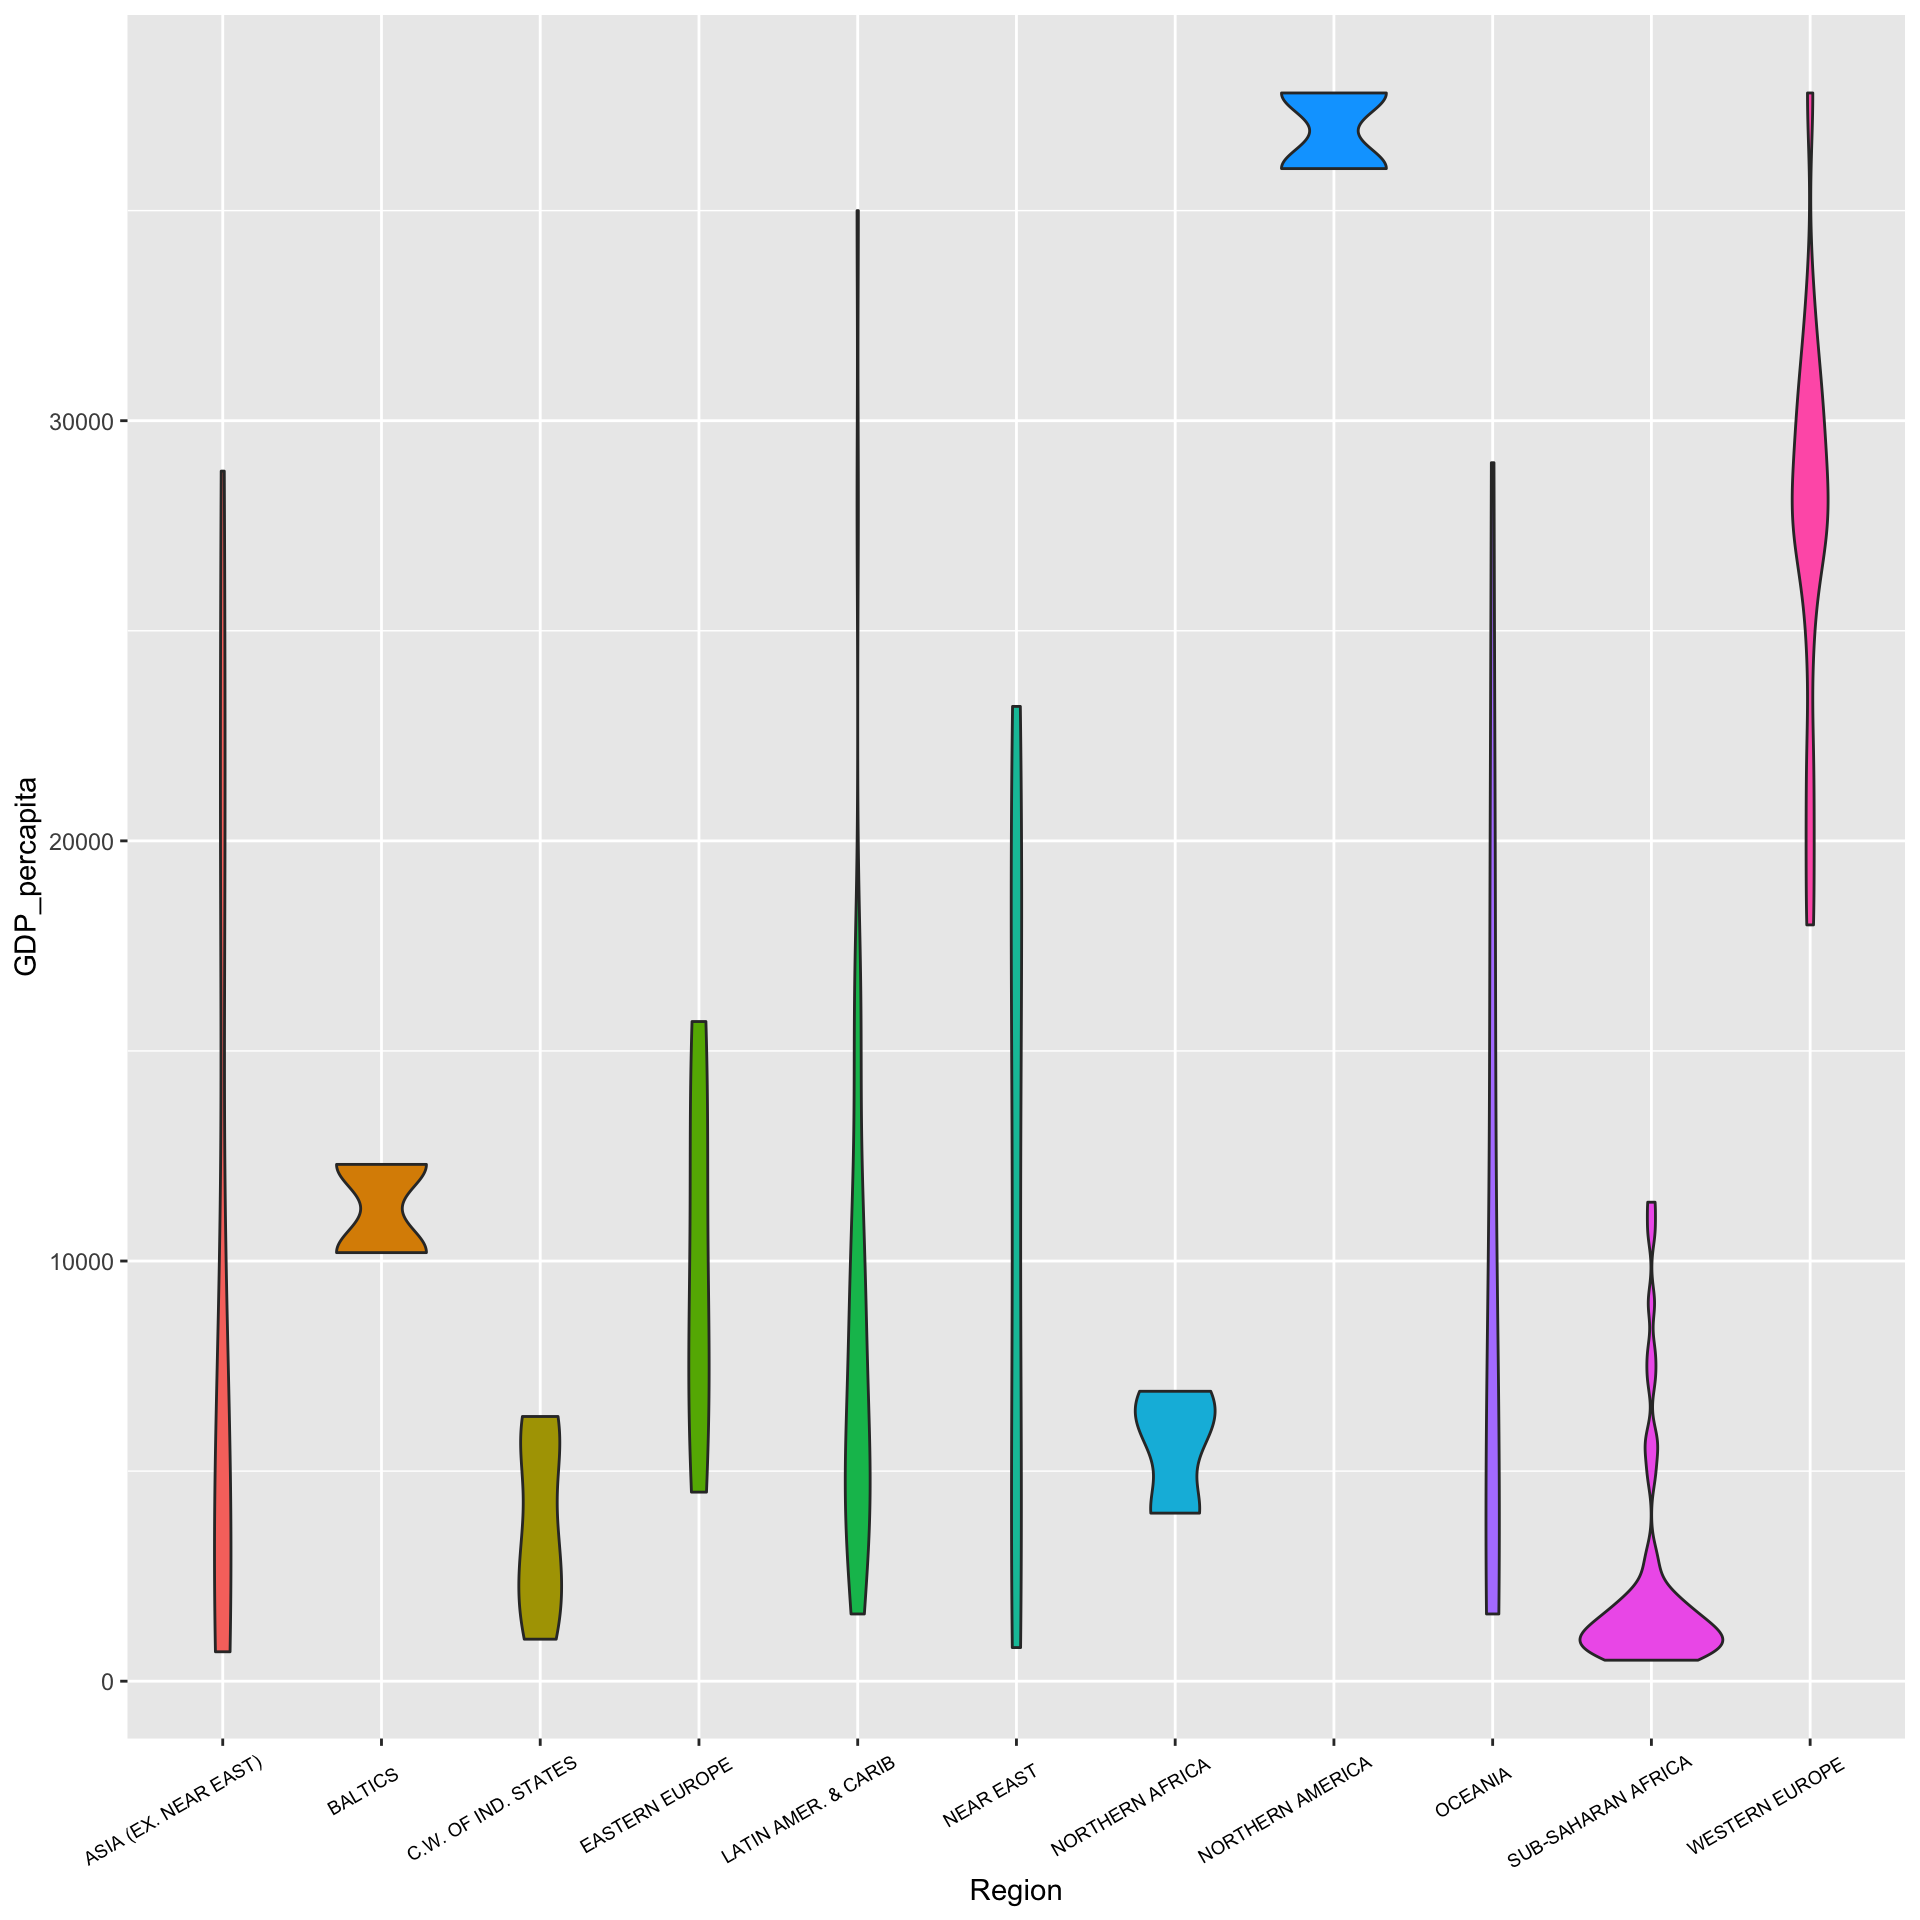 GDP_percapita
30000
20000
10000
0
ASIA (EX. NEAR EAST)
BALTICS
C.W. OF IND. STATES
EASTERN EUROPE
LATIN AMER. & CARIB
NEAR EAST
NORTHERN AFRICA
NORTHERN AMERICA
OCEANIA
SUB-SAHARAN AFRICA
WESTERN EUROPE
Region